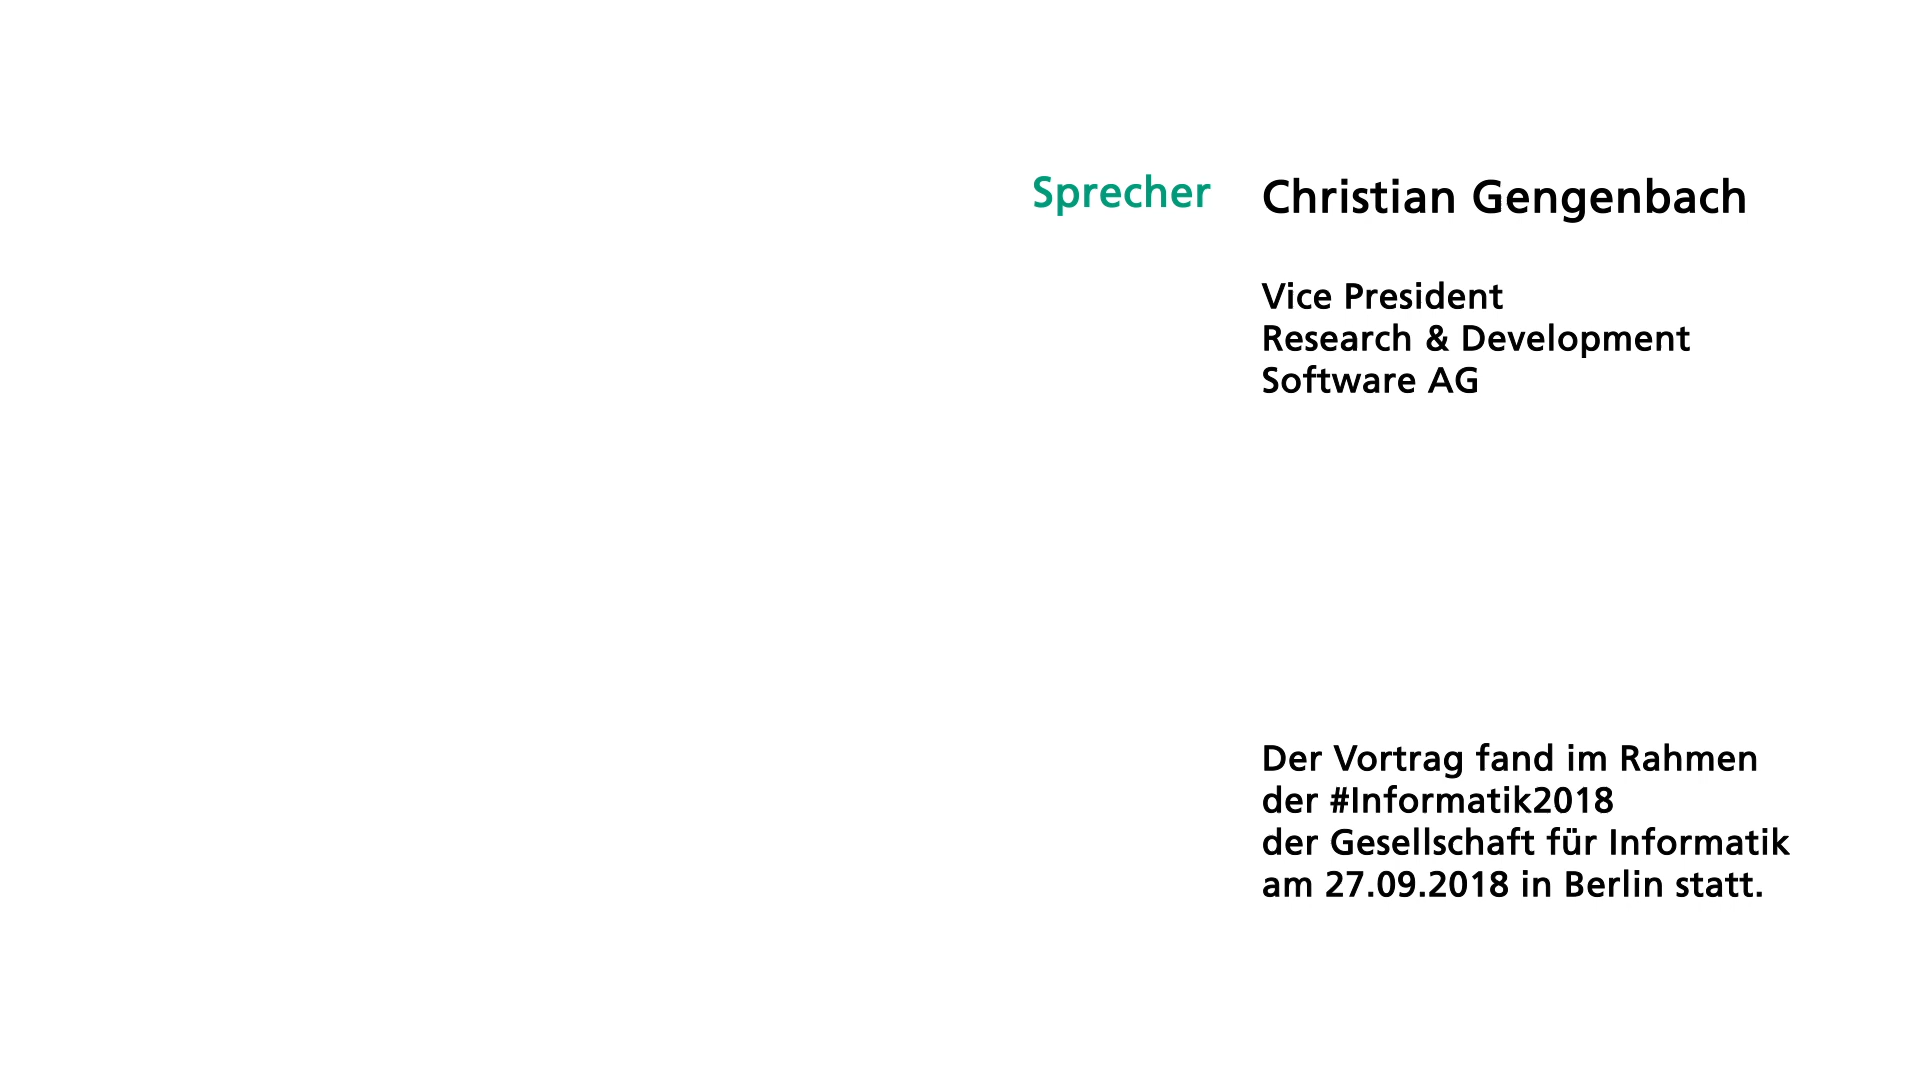 Sprecher Christian Gengenbach
Vice President
Research & Development
Software AG
Der Vortrag fand im Rahmen
der #Informatik2018
der Gesellschaft für Informatik
am 27.09.2018 in Berlin statt.